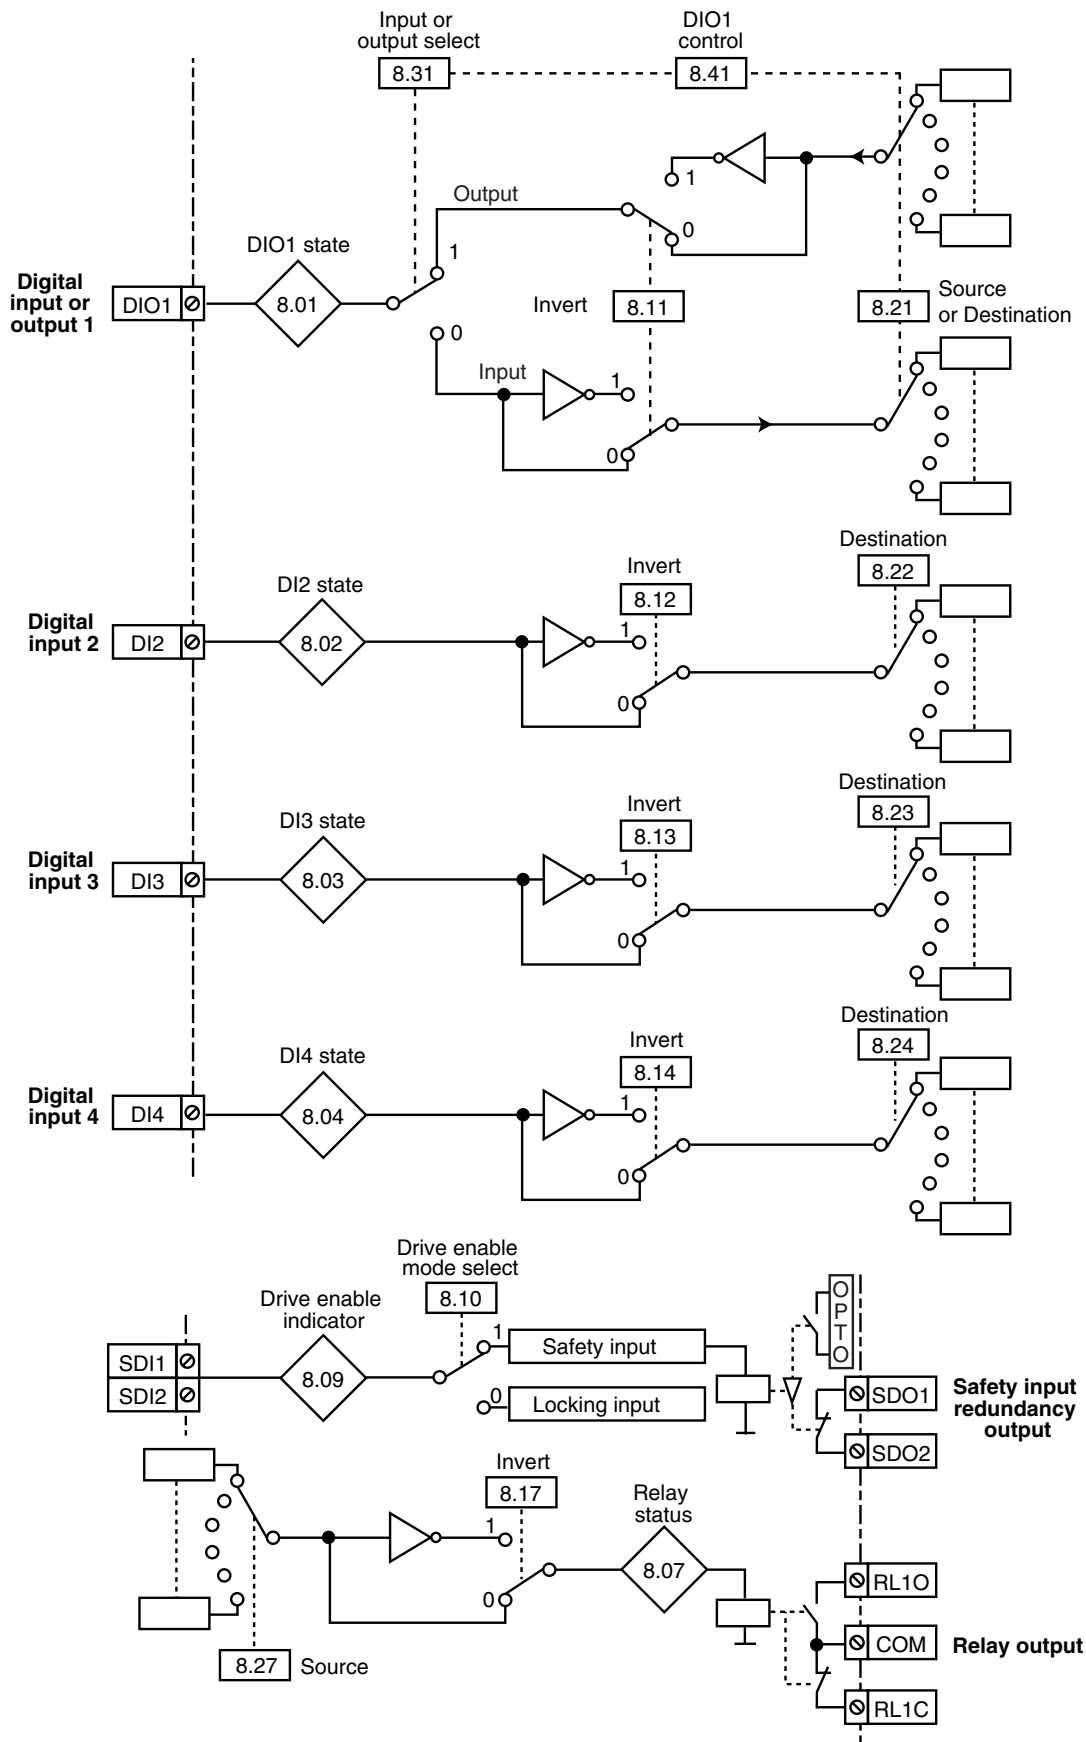 Input or
output select
8.31
DIO1
control
8.41
1
Output
0
DIO1 state
1
Digital
input or
output 1
DIO1
8.01
Invert
8.11
8.21
Source
or Destination
0
Input
1
0
Destination
8.22
Invert
8.12
DI2 state
Digital
input 2
DI2
8.02
1
0
Destination
8.23
Invert
8.13
DI3 state
Digital
input 3
DI3
8.03
1
0
Destination
8.24
Invert
8.14
DI4 state
Digital
input 4
DI4
8.04
1
0
Drive enable
mode select
8.10
Drive enable
indicator
OPTO
SDI1
SDI2
8.09
1
Safety input
0
Locking input
SDO1
SDO2
Safety input
redundancy
output
Invert
8.17
Relay
status
1
0
8.07
RL1O
COM
RL1C
Relay output
8.27
Source